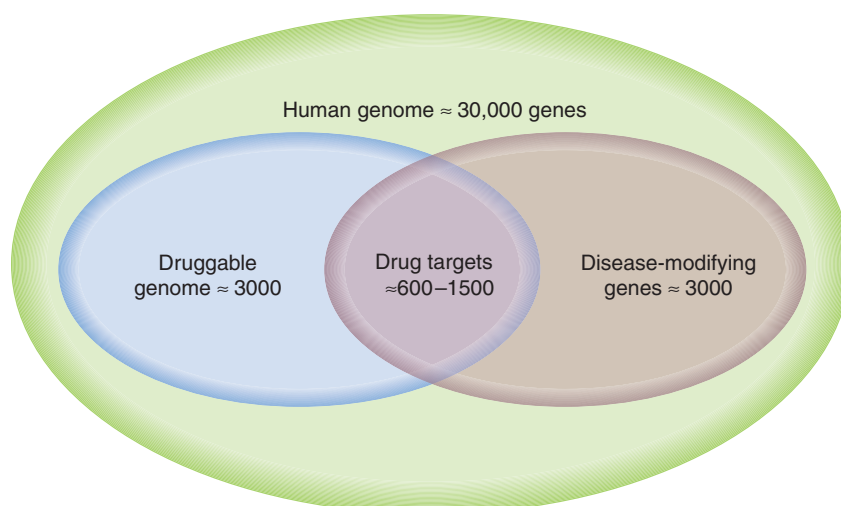 Human genome ≈ 30,000 genes
Druggable
genome ≈ 3000
Drug targets
≈600–1500
Disease-modifying
genes ≈ 3000